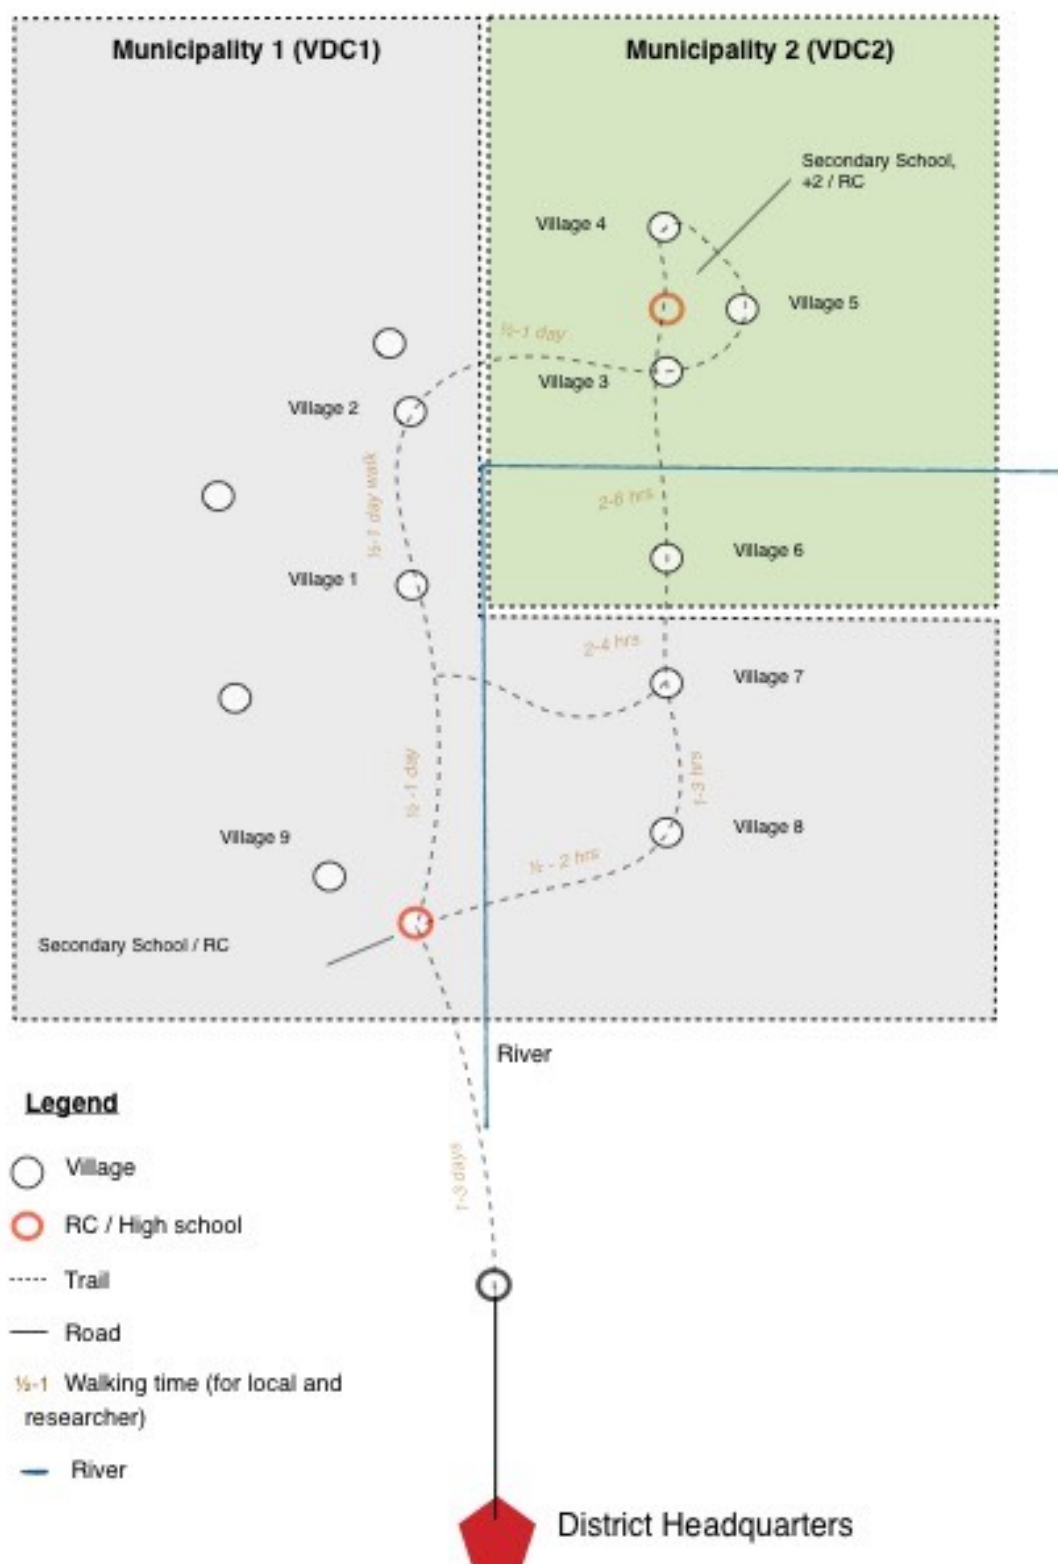 Municipality 1 (VDC1)
Municipality 2 (VDC2)
Secondary School,
+2 / RC
Village 4
Village 5
½-1 day
Village 3
Village 2
½-1 day walk
2-6 hrs
Village 6
Village 1
2-4 hrs
Village 7
½ -1 day
1-3 hrs
Village 9
Village 8
½ - 2 hrs
Secondary School / RC
River
Legend
Village
RC / High school
1-3 days
Trail
Road
½-1 Walking time (for local and
researcher)
River
District Headquarters